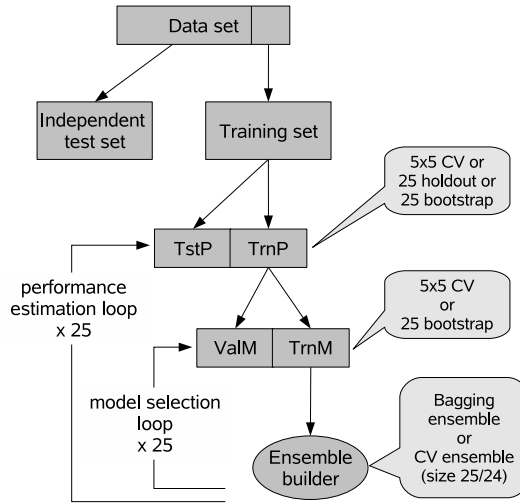 Data set
Independent
test set
Training set
5x5 CV or
25 holdout or
25 bootstrap
TstP
TrnP
performance
estimation loop
x 25
5x5 CV
or
25 bootstrap
ValM
TrnM
model selection
loop
x 25
Bagging
ensemble
or
CV ensemble
(size 25/24)
Ensemble
builder